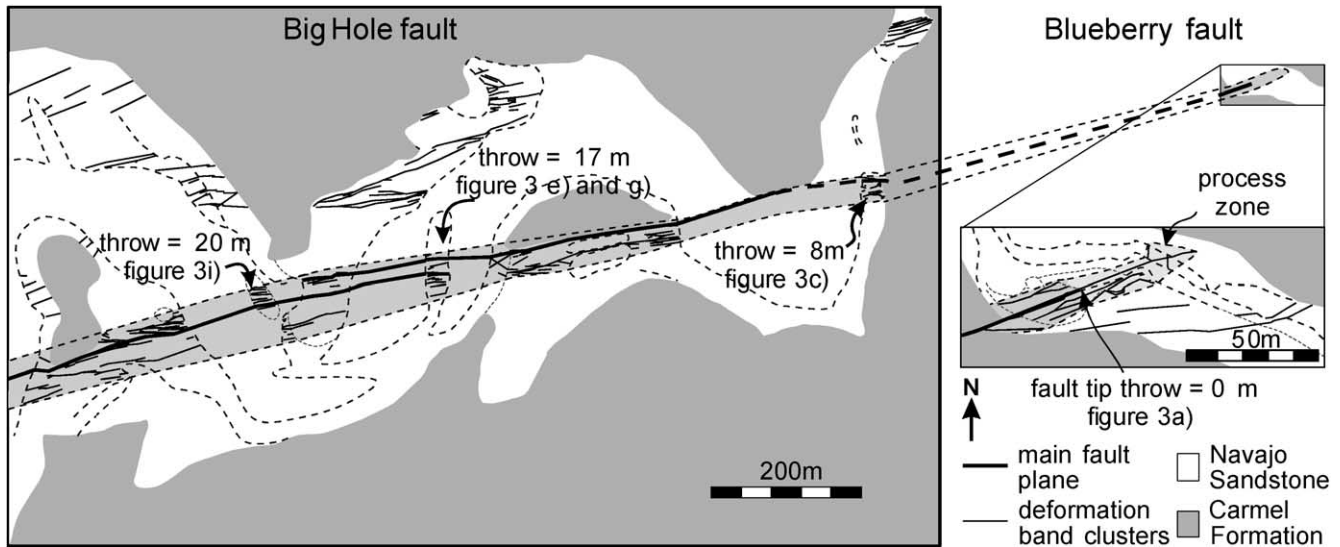 Big Hole fault
Blueberry fault
throw = 17 m
figure 3 e) and g)
throw = 20 m
figure 3i)
throw = 8m
figure 3c)
200m
process
zone
50m
N
fault tip throw = 0 m
figure 3a)
main fault
plane
deformation
band clusters
Navajo
Sandstone
Carmel
Formation